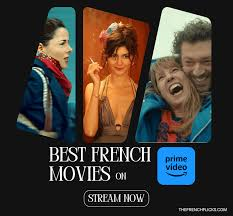 BEST FRENCH
MOVIES ON
prime video
STREAM NOW
THEFRENCHFLICKS.COM